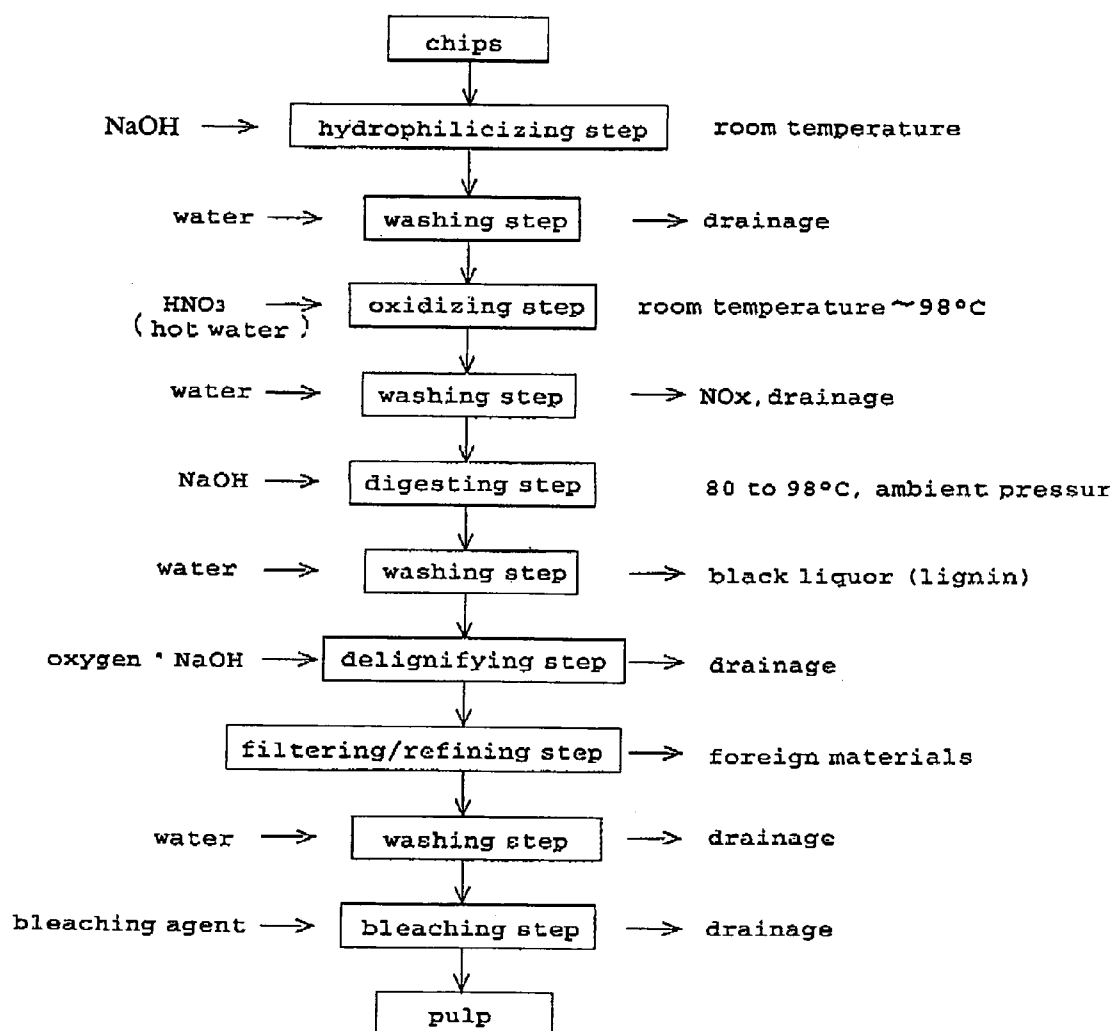 chips
NaOH → hydrophilicizing step room temperature
water → washing step → drainage
HNO3 → oxidizing step room temperature ~98°C
(hot water)
water → washing step → NOx, drainage
NaOH → digesting step 80 to 98°C, ambient pressur
water → washing step → black liquor (lignin)
oxygen · NaOH → delignifying step → drainage
filtering/refining step → foreign materials
water → washing step → drainage
bleaching agent → bleaching step → drainage
pulp